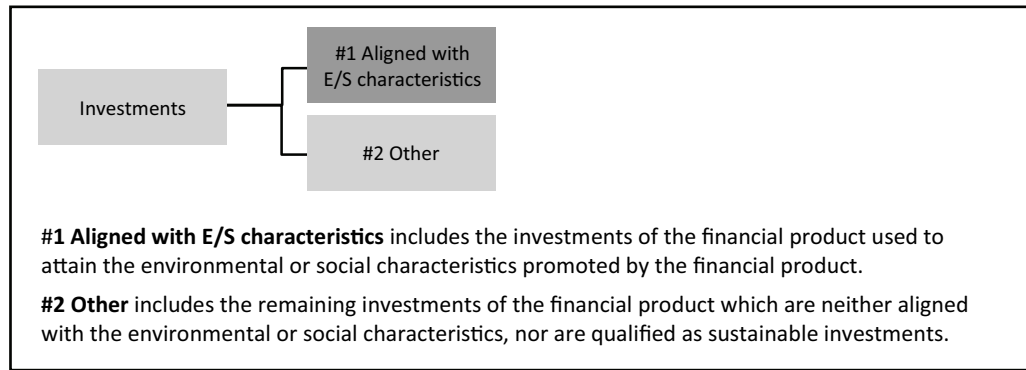 #1 Aligned with
E/S characteristics
Investments
#2 Other
#1 Aligned with E/S characteristics includes the investments of the financial product used to
attain the environmental or social characteristics promoted by the financial product.
#2 Other includes the remaining investments of the financial product which are neither aligned
with the environmental or social characteristics, nor are qualified as sustainable investments.